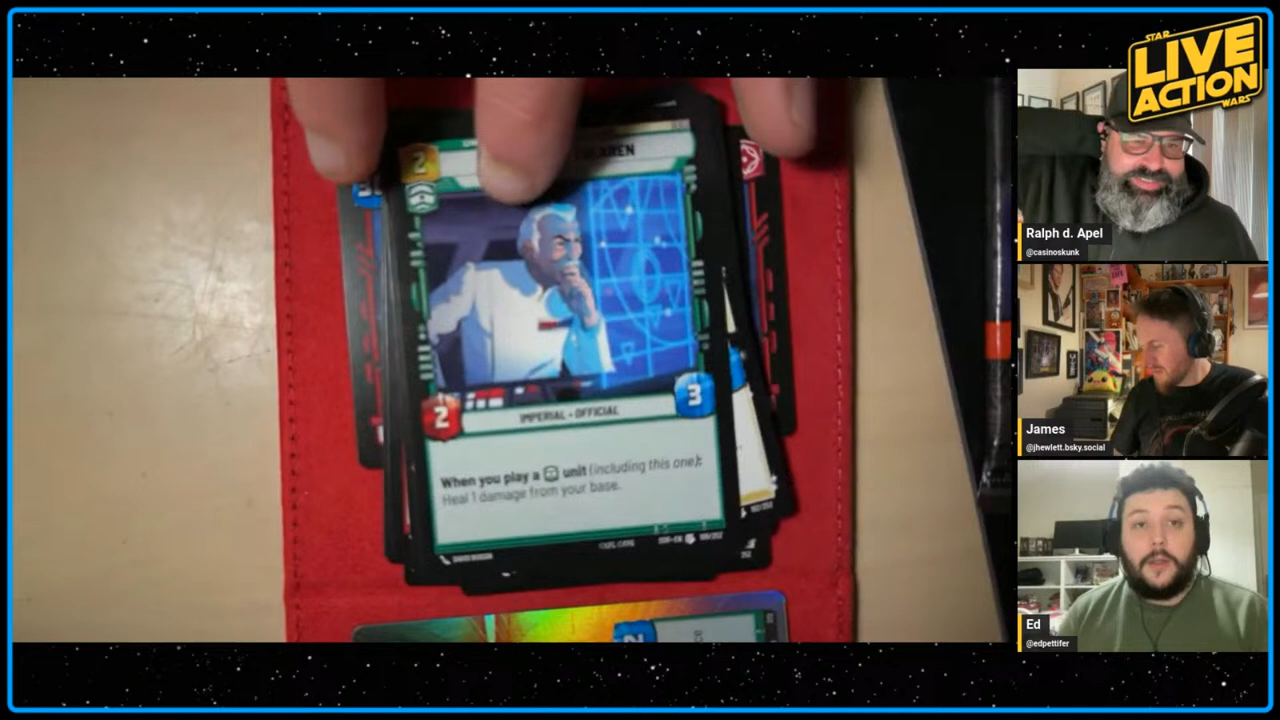 STAR
LIVE
ACTION
WARS
2
2
IMPERIAL • OFFICIAL
3
When you play a unit (including this one):
Heal 1 damage from your base.
252
Ralph d. Apel
@casinoskunk
James
@jhewlett.bsky.social
Ed
@edpettifer